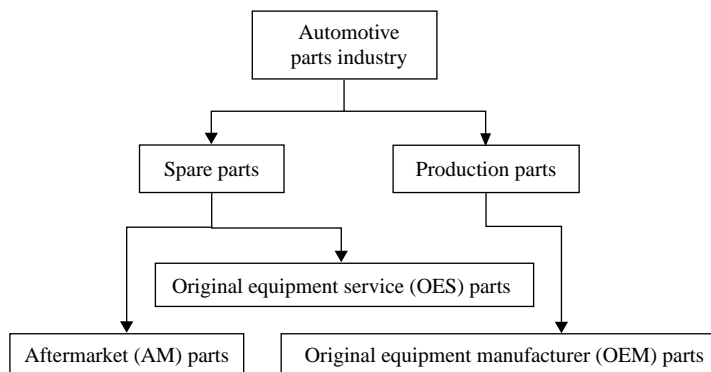 Automotive
parts industry
Spare parts
Production parts
Original equipment service (OES) parts
Aftermarket (AM) parts
Original equipment manufacturer (OEM) parts